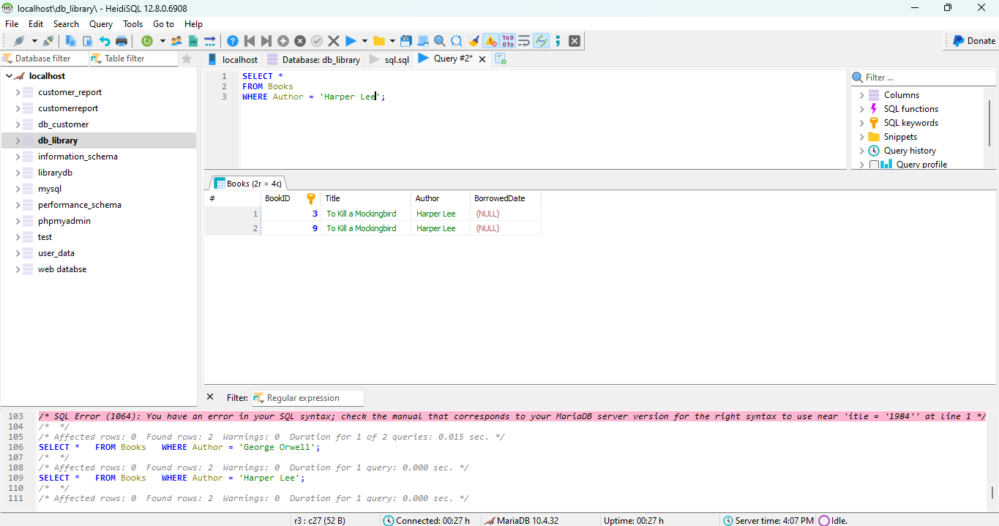 localhost\db_library\ - HeidiSQL 12.8.0.6908
File Edit Search Query Tools Go to Help
Donate
Database filter Table filter
localhost Database: db_library sql.sql Query #2*
localhost
customer_report
customerreport
db_customer
db_library
information_schema
librarydb
mysql
performance_schema
phpmyadmin
test
user_data
web databse
1 SELECT *
2 FROM Books
3 WHERE Author = 'Harper Lee';
Filter ...
Columns
SQL functions
SQL keywords
Snippets
Query history
Query profile
Books (2r × 4c)
# BookID Title Author BorrowedDate
1 3 To Kill a Mockingbird Harper Lee (NULL)
2 9 To Kill a Mockingbird Harper Lee (NULL)
Filter: Regular expression
103 /* SQL Error (1064): You have an error in your SQL syntax; check the manual that corresponds to your MariaDB server version for the right syntax to use near 'itle = '1984'' at line 1 */
104 /* */
105 /* Affected rows: 0 Found rows: 2 Warnings: 0 Duration for 1 of 2 queries: 0.015 sec. */
106 SELECT * FROM Books WHERE Author = 'George Orwell';
107 /* */
108 /* Affected rows: 0 Found rows: 2 Warnings: 0 Duration for 1 query: 0.000 sec. */
109 SELECT * FROM Books WHERE Author = 'Harper Lee';
110 /* */
111 /* Affected rows: 0 Found rows: 2 Warnings: 0 Duration for 1 query: 0.000 sec. */
r3 : c27 (52 B) Connected: 00:27 h MariaDB 10.4.32 Uptime: 00:27 h Server time: 4:07 PM Idle.